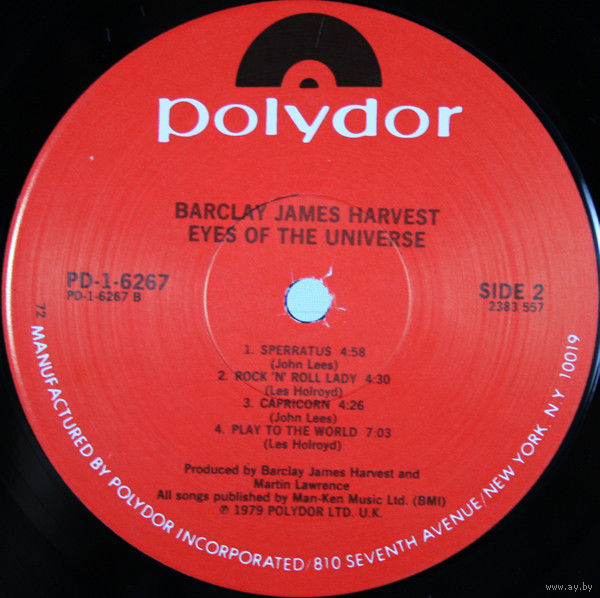 polydor
BARCLAY JAMES HARVEST
EYES OF THE UNIVERSE
PD-1-6267
PD-1-6267 B
SIDE 2
2383 557
1. SPERRATUS 4:58
(John Lees)
2. ROCK 'N' ROLL LADY 4:30
(Les Holroyd)
3. CAPRICORN 4:26
(John Lees)
4. PLAY TO THE WORLD 7:03
(Les Holroyd)
Produced by Barclay James Harvest and
Martin Lawrence
All songs published by Man-Ken Music Ltd. (BMI)
℗ 1979 POLYDOR LTD. U.K.
72 MANUFACTURED BY POLYDOR INCORPORATED/810 SEVENTH AVENUE/NEW YORK. N.Y. 10019
www.ay.by